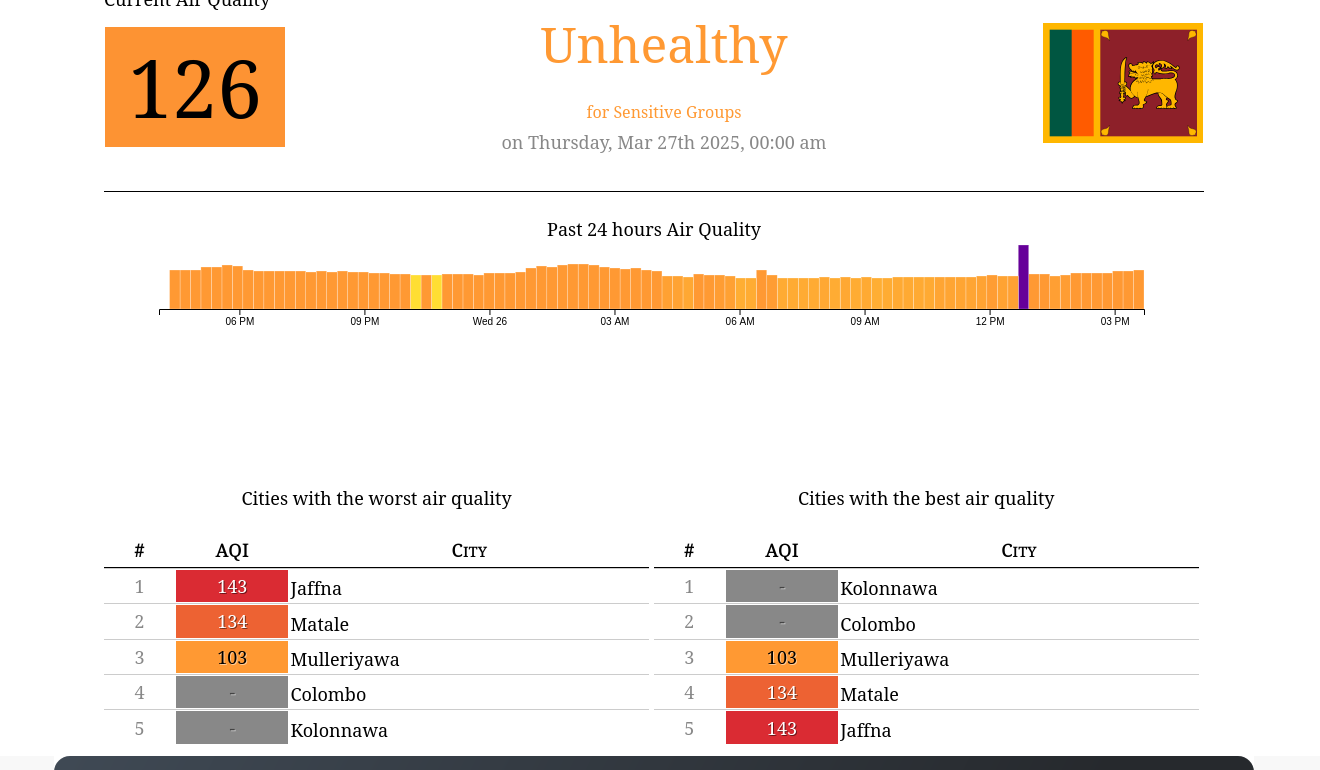 Current Air Quality
126
Unhealthy
for Sensitive Groups
on Thursday, Mar 27th 2025, 00:00 am
Past 24 hours Air Quality
06 PM 09 PM Wed 26 03 AM 06 AM 09 AM 12 PM 03 PM
Cities with the worst air quality
# AQI City
1 143 Jaffna
2 134 Matale
3 103 Mulleriyawa
4 - Colombo
5 - Kolonnawa
Cities with the best air quality
# AQI City
1 - Kolonnawa
2 - Colombo
3 103 Mulleriyawa
4 134 Matale
5 143 Jaffna